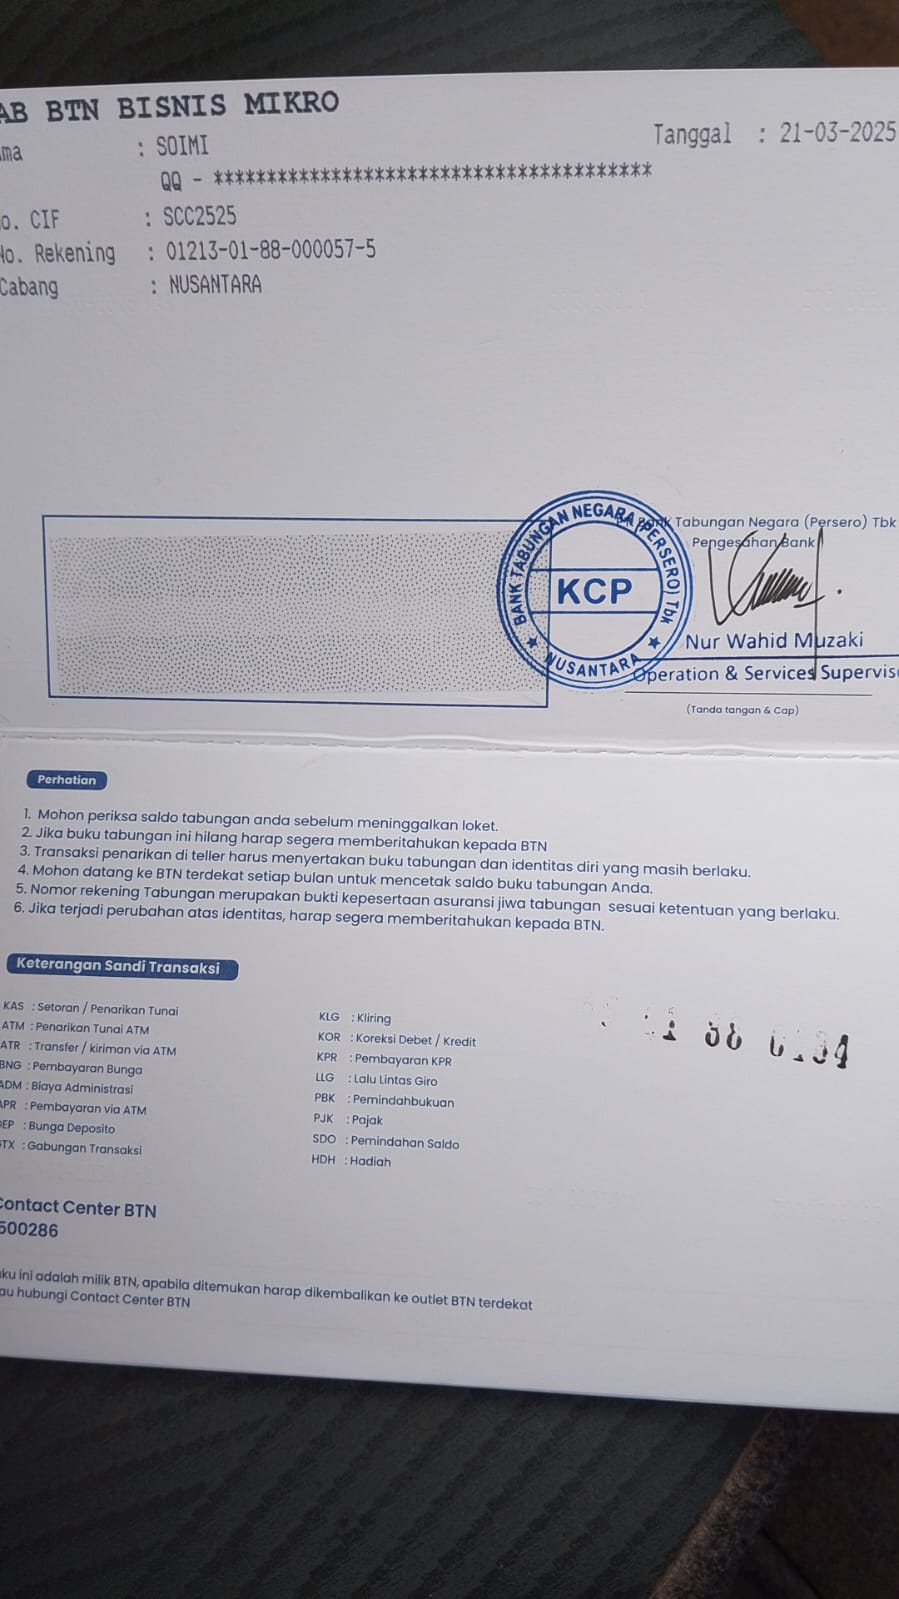 AB BTN BISNIS MIKRO
ma : SOIMI
Tanggal : 21-03-2025
QQ - *****************************************
o. CIF : SCC2525
No. Rekening : 01213-01-88-000057-5
Cabang : NUSANTARA
BANK TABUNGAN NEGARA (PERSERO) Tbk
KCP
NUSANTARA
Tabungan Negara (Persero) Tbk
Pengesahan Bank
Nur Wahid Muzaki
Operation & Services Supervis
(Tanda tangan & Cap)
Perhatian
1. Mohon periksa saldo tabungan anda sebelum meninggalkan loket.
2. Jika buku tabungan ini hilang harap segera memberitahukan kepada BTN
3. Transaksi penarikan di teller harus menyertakan buku tabungan dan identitas diri yang masih berlaku.
4. Mohon datang ke BTN terdekat setiap bulan untuk mencetak saldo buku tabungan Anda.
5. Nomor rekening Tabungan merupakan bukti kepesertaan asuransi jiwa tabungan sesuai ketentuan yang berlaku.
6. Jika terjadi perubahan atas identitas, harap segera memberitahukan kepada BTN.
Keterangan Sandi Transaksi
KAS : Setoran / Penarikan Tunai
ATM : Penarikan Tunai ATM
ATR : Transfer / kiriman via ATM
BNG : Pembayaran Bunga
ADM : Biaya Administrasi
APR : Pembayaran via ATM
EP : Bunga Deposito
TX : Gabungan Transaksi
KLG : Kliring
KOR : Koreksi Debet / Kredit
KPR : Pembayaran KPR
LLG : Lalu Lintas Giro
PBK : Pemindahbukuan
PJK : Pajak
SDO : Pemindahan Saldo
HDH : Hadiah
Contact Center BTN
500286
ku ini adalah milik BTN, apabila ditemukan harap dikembalikan ke outlet BTN terdekat
au hubungi Contact Center BTN